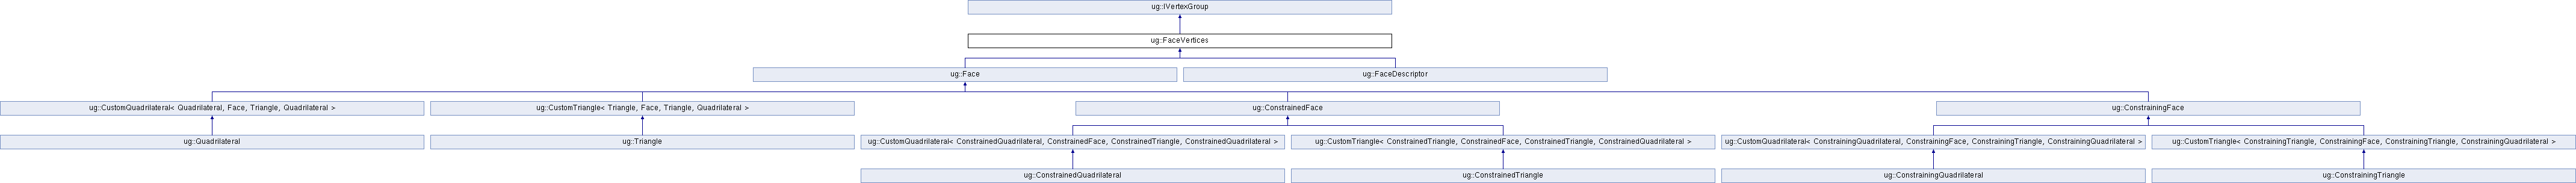 ug::IVertexGroup
ug::FaceVertices
ug::Face
ug::FaceDescriptor
ug::CustomQuadrilateral< Quadrilateral, Face, Triangle, Quadrilateral >
ug::CustomTriangle< Triangle, Face, Triangle, Quadrilateral >
ug::ConstrainedFace
ug::ConstrainingFace
ug::Quadrilateral
ug::Triangle
ug::CustomQuadrilateral< ConstrainedQuadrilateral, ConstrainedFace, ConstrainedTriangle, ConstrainedQuadrilateral >
ug::CustomTriangle< ConstrainedTriangle, ConstrainedFace, ConstrainedTriangle, ConstrainedQuadrilateral >
ug::CustomQuadrilateral< ConstrainingQuadrilateral, ConstrainingFace, ConstrainingTriangle, ConstrainingQuadrilateral >
ug::CustomTriangle< ConstrainingTriangle, ConstrainingFace, ConstrainingTriangle, ConstrainingQuadrilateral >
ug::ConstrainedQuadrilateral
ug::ConstrainedTriangle
ug::ConstrainingQuadrilateral
ug::ConstrainingTriangle